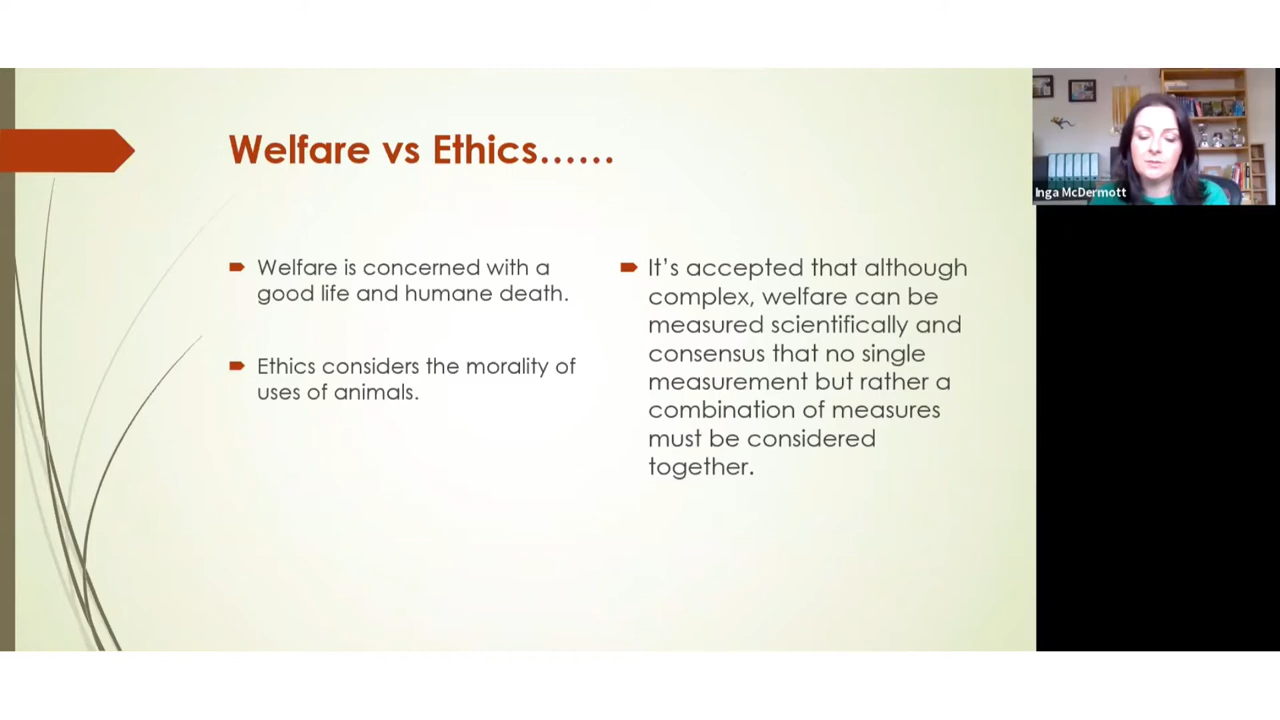 Welfare vs Ethics......
Welfare is concerned with a
good life and humane death.
Ethics considers the morality of
uses of animals.
It’s accepted that although
complex, welfare can be
measured scientifically and
consensus that no single
measurement but rather a
combination of measures
must be considered
together.
Inga McDermott